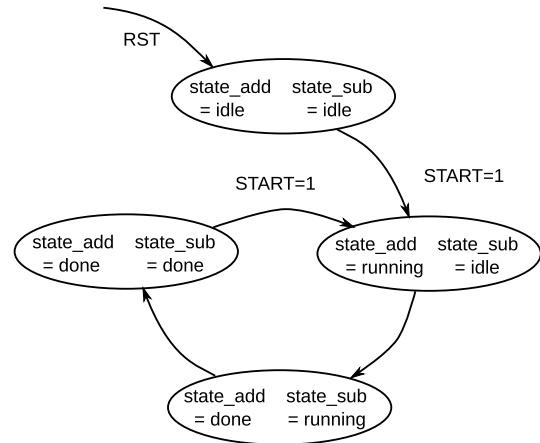 RST
state_add state_sub
= idle = idle
START=1
START=1
state_add state_sub
= done = done
state_add state_sub
= running = idle
state_add state_sub
= done = running